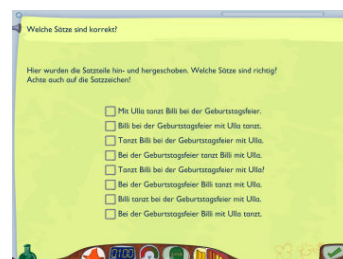 Welche Sätze sind korrekt?
Hier wurden die Satzteile hin- und hergeschoben. Welche Sätze sind richtig?
Achte auch auf die Satzzeichen!
Mit Ulla tanzt Billi bei der Geburtstagsfeier.
Billi bei der Geburtstagsfeier mit Ulla tanzt.
Tanzt Billi bei der Geburtstagsfeier mit Ulla.
Bei der Geburtstagsfeier tanzt Billi mit Ulla.
Tanzt Billi bei der Geburtstagsfeier mit Ulla?
Bei der Geburtstagsfeier Billi tanzt mit Ulla.
Billi tanzt bei der Geburtstagsfeier mit Ulla.
Bei der Geburtstagsfeier Billi mit Ulla tanzt.